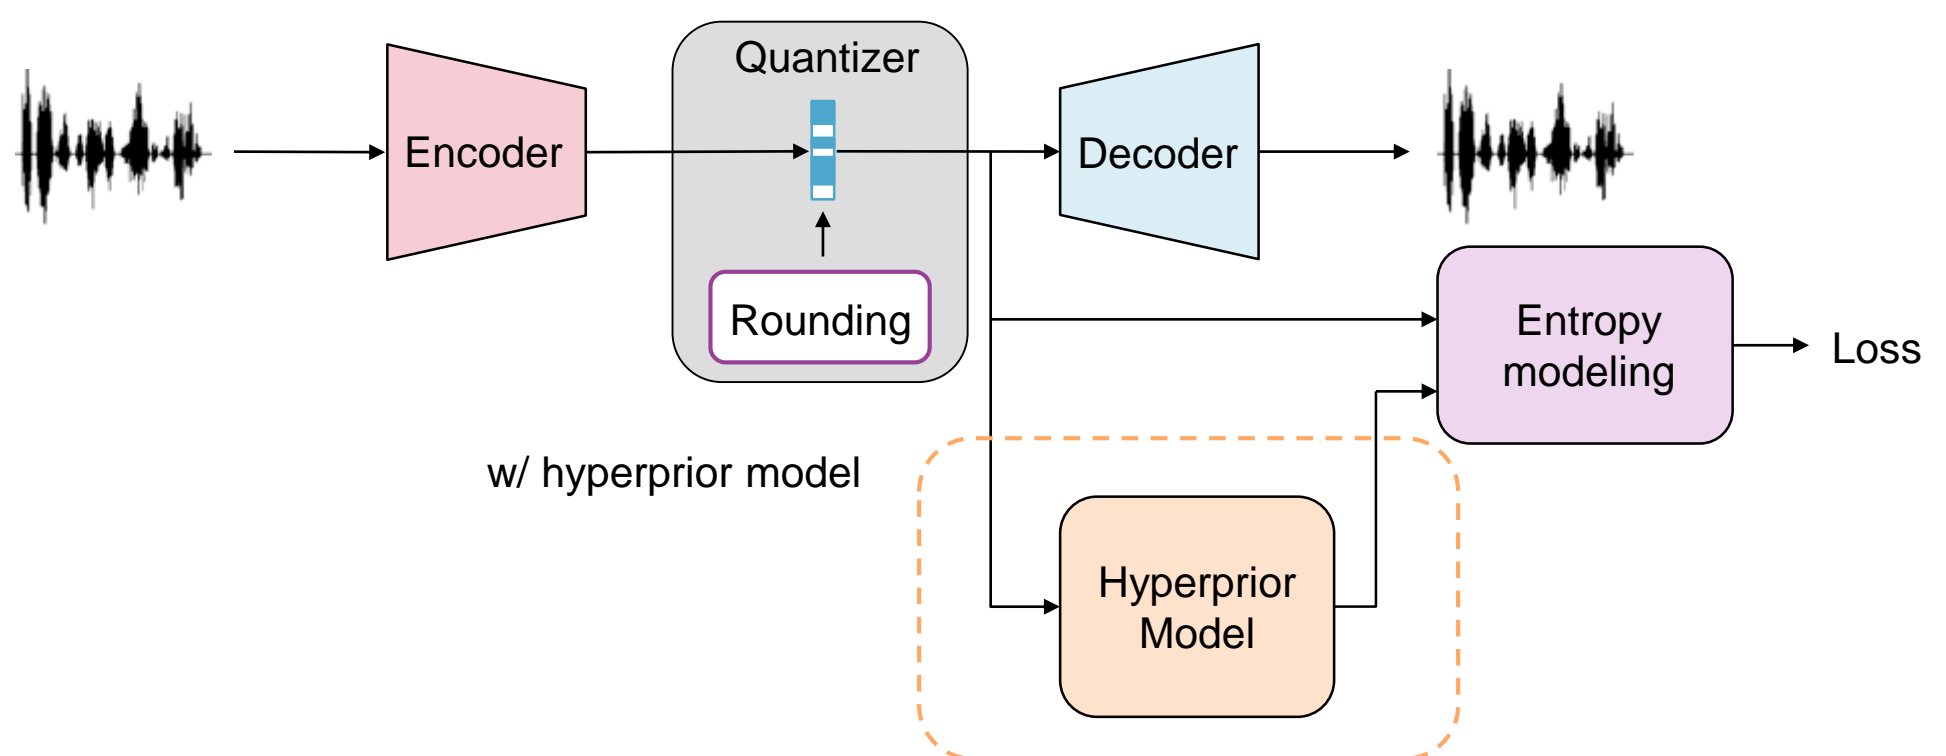 Quantizer
Encoder
Decoder
Rounding
Entropy
modeling
Loss
w/ hyperprior model
Hyperprior
Model